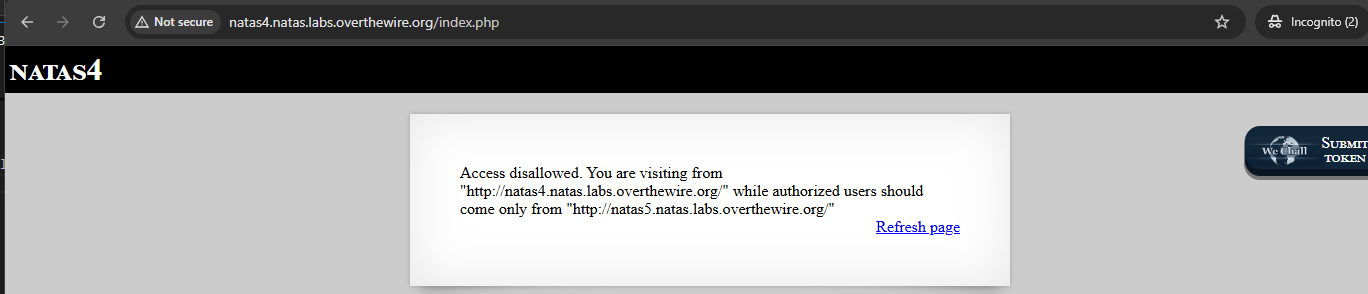 Not secure
natas4.natas.labs.overthewire.org/index.php
Incognito (2)
NATAS4
Access disallowed. You are visiting from
"http://natas4.natas.labs.overthewire.org/" while authorized users should
come only from "http://natas5.natas.labs.overthewire.org/"
Refresh page
We Chall
SUBMIT
TOKEN